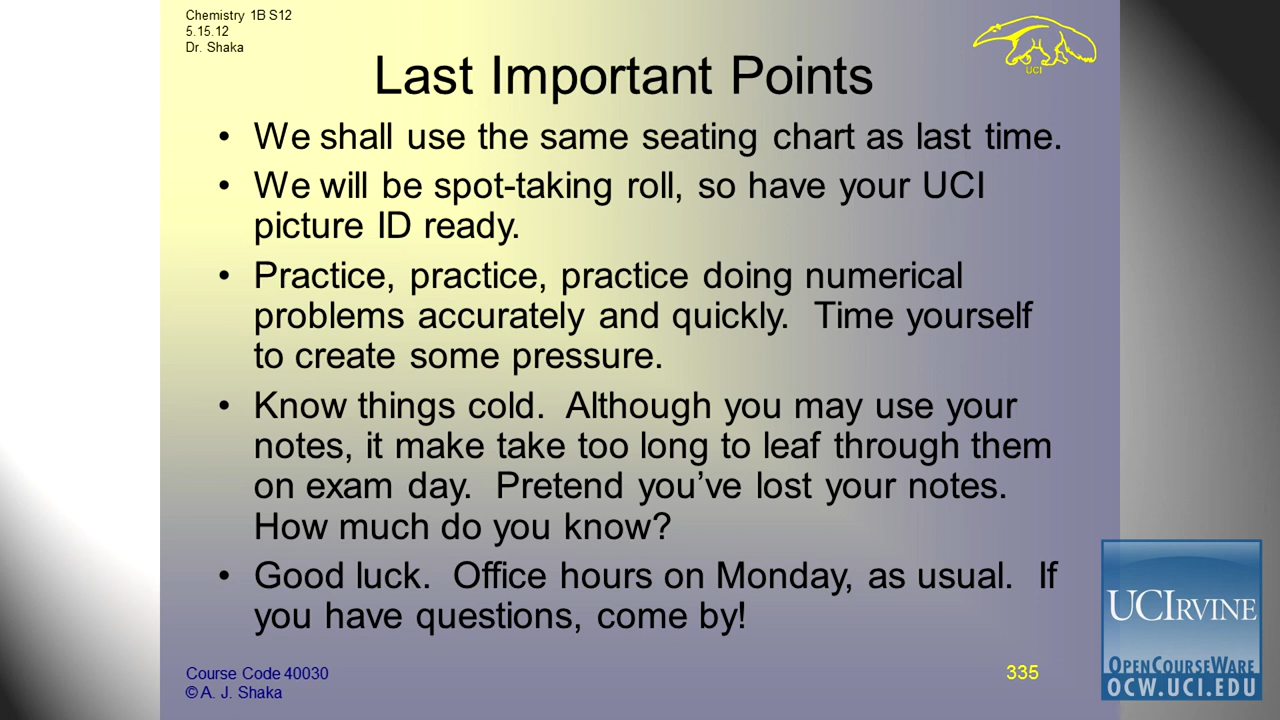 Chemistry 1B S12
5.15.12
Dr. Shaka
UCI
Last Important Points
• We shall use the same seating chart as last time.
• We will be spot-taking roll, so have your UCI
picture ID ready.
• Practice, practice, practice doing numerical
problems accurately and quickly.  Time yourself
to create some pressure.
• Know things cold.  Although you may use your
notes, it make take too long to leaf through them
on exam day.  Pretend you’ve lost your notes.
How much do you know?
• Good luck.  Office hours on Monday, as usual.  If
you have questions, come by!
Course Code 40030
© A. J. Shaka
335
UCIRVINE
OPENCOURSEWARE
OCW.UCI.EDU